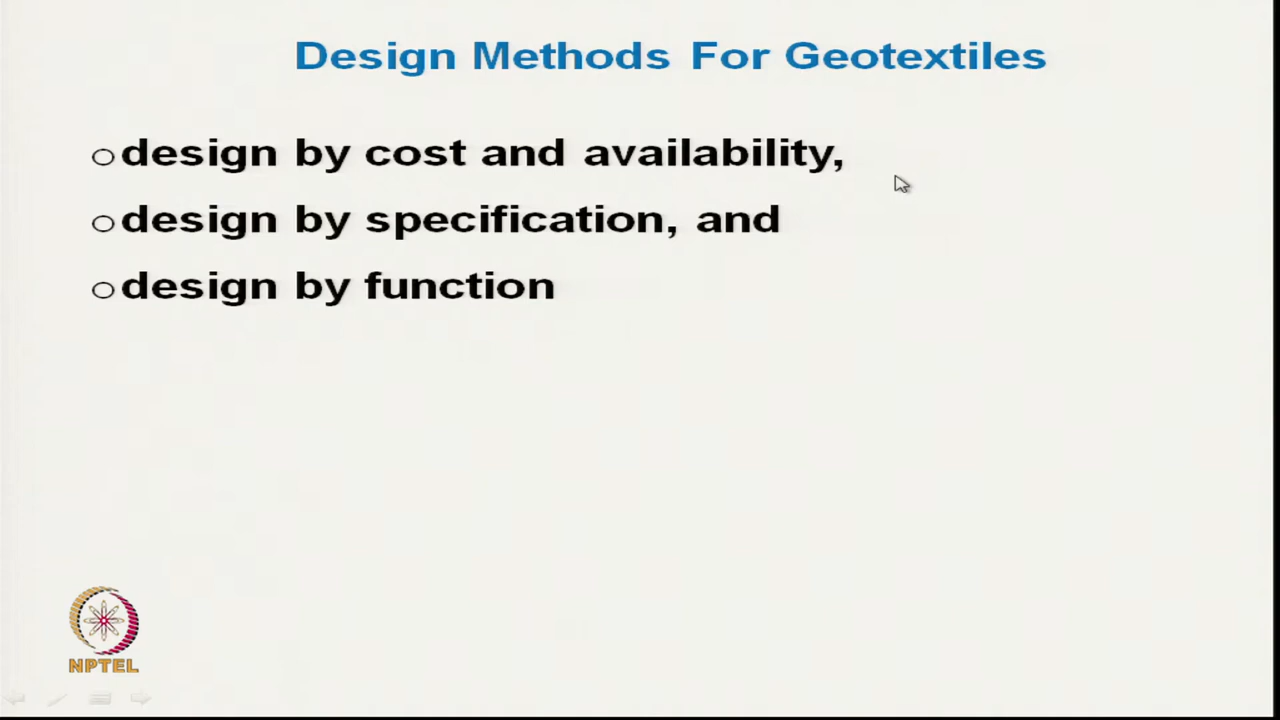 Design Methods For Geotextiles
design by cost and availability,
design by specification, and
design by function
NPTEL